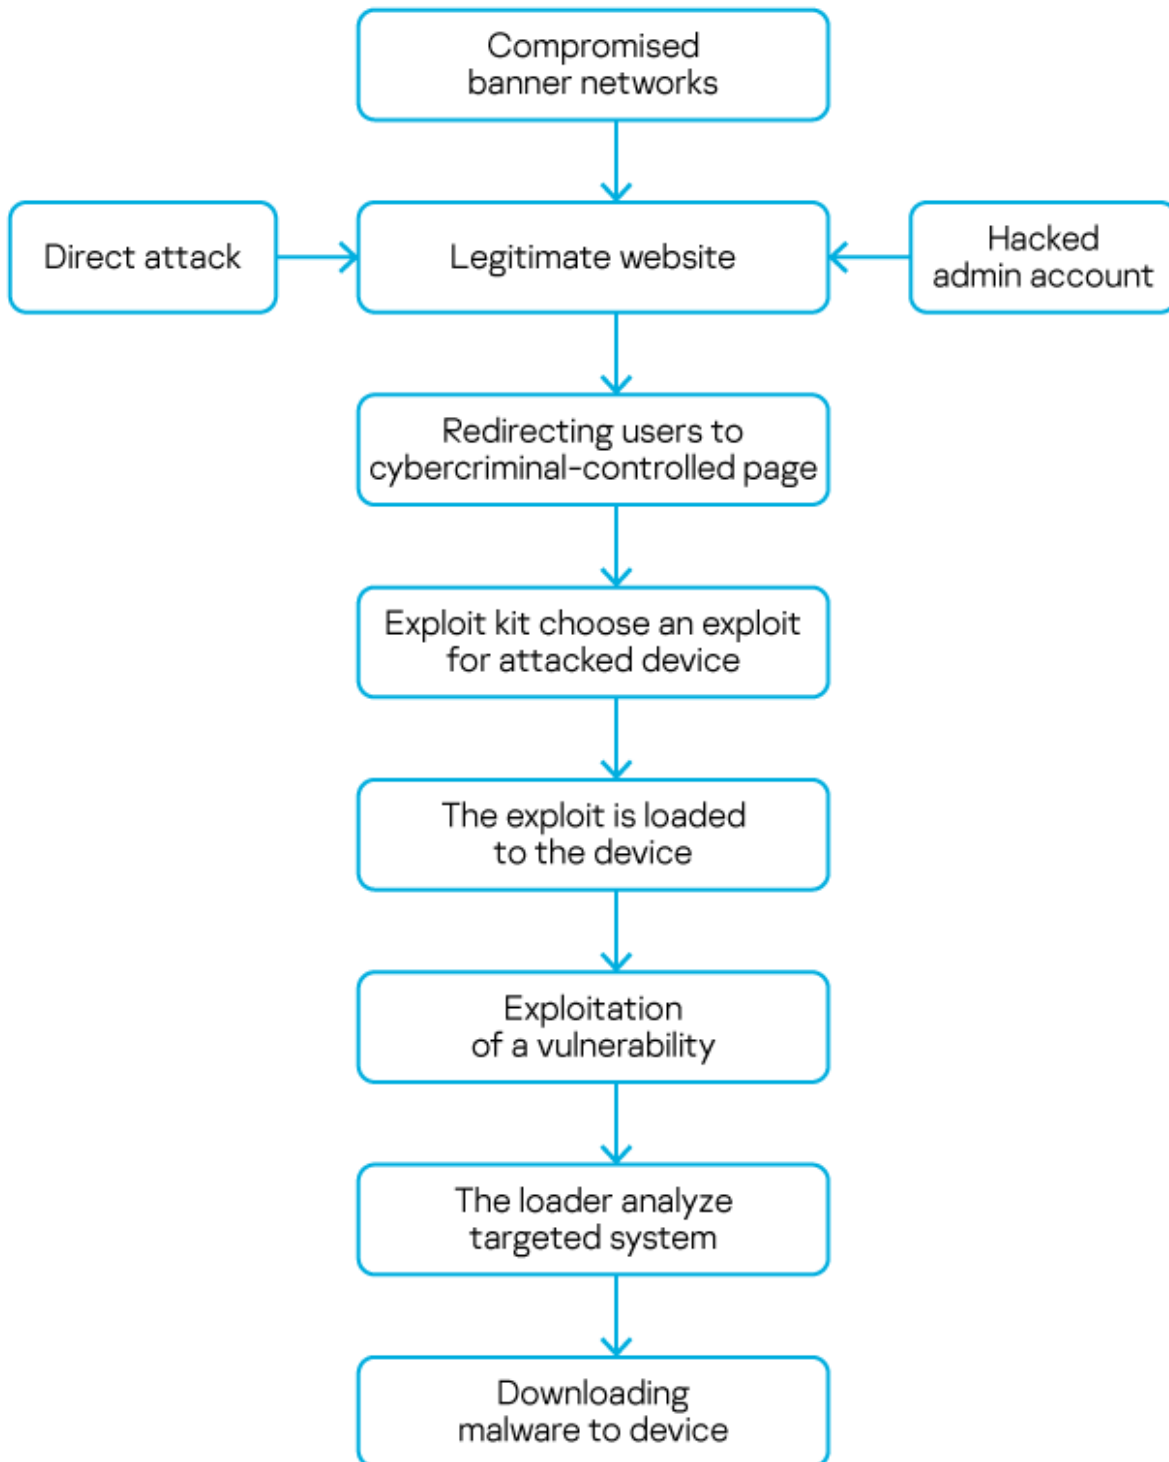 Compromised
banner networks
Direct attack
Legitimate website
Hacked
admin account
Redirecting users to
cybercriminal-controlled page
Exploit kit choose an exploit
for attacked device
The exploit is loaded
to the device
Exploitation
of a vulnerability
The loader analyze
targeted system
Downloading
malware to device